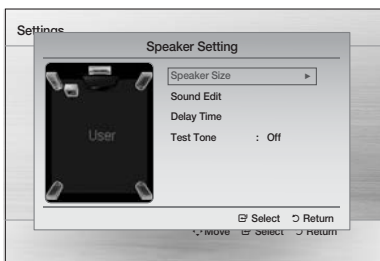 Settings
Speaker Setting
Speaker Size ►
Sound Edit
Delay Time
Test Tone : Off
User
Select Return
Move Select Return